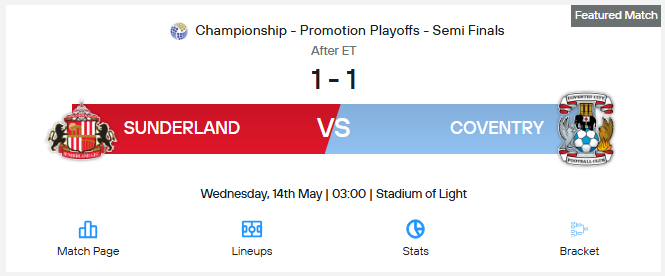 Featured Match
Championship - Promotion Playoffs - Semi Finals
After ET
1 - 1
SUNDERLAND VS COVENTRY
Wednesday, 14th May | 03:00 | Stadium of Light
Match Page Lineups Stats Bracket